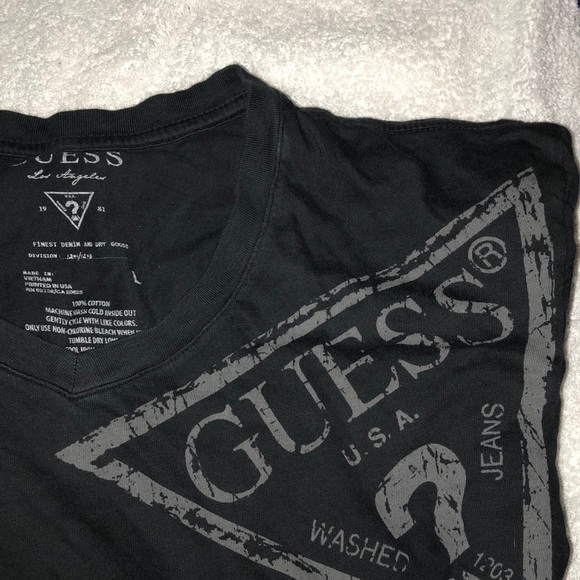 GUESS
Los Angeles
U.S.A.
?
19 81
FINEST DENIM AND DRY GOODS
DIVISION:
MADE IN:
VIETNAM
PRINTED IN USA
100% COTTON
MACHINE WASH COLD INSIDE OUT
GENTLY CYCLE WITH LIKE COLORS.
ONLY USE NON-CHLORINE BLEACH WHEN
TUMBLE DRY LOW
GUESS®
U.S.A.
?
WASHED
JEANS
1203